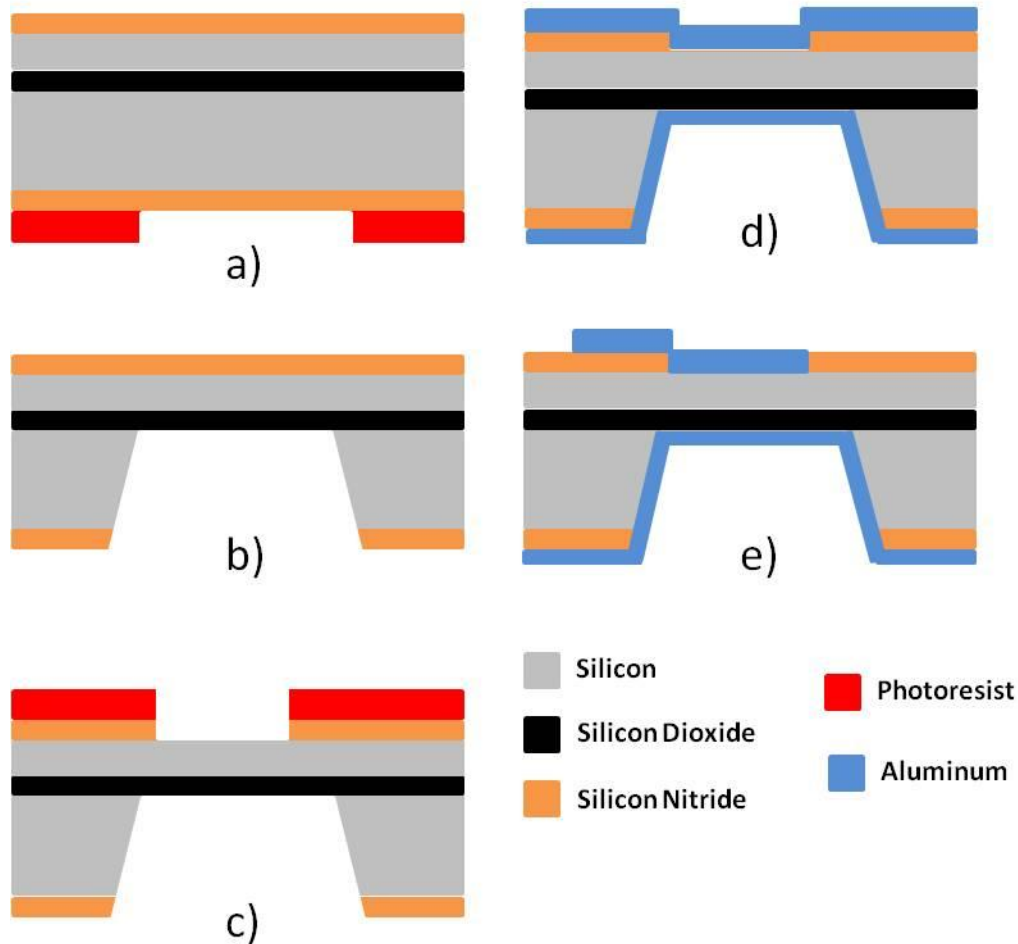 a)
b)
c)
d)
e)
Silicon
Silicon Dioxide
Silicon Nitride
Photoresist
Aluminum